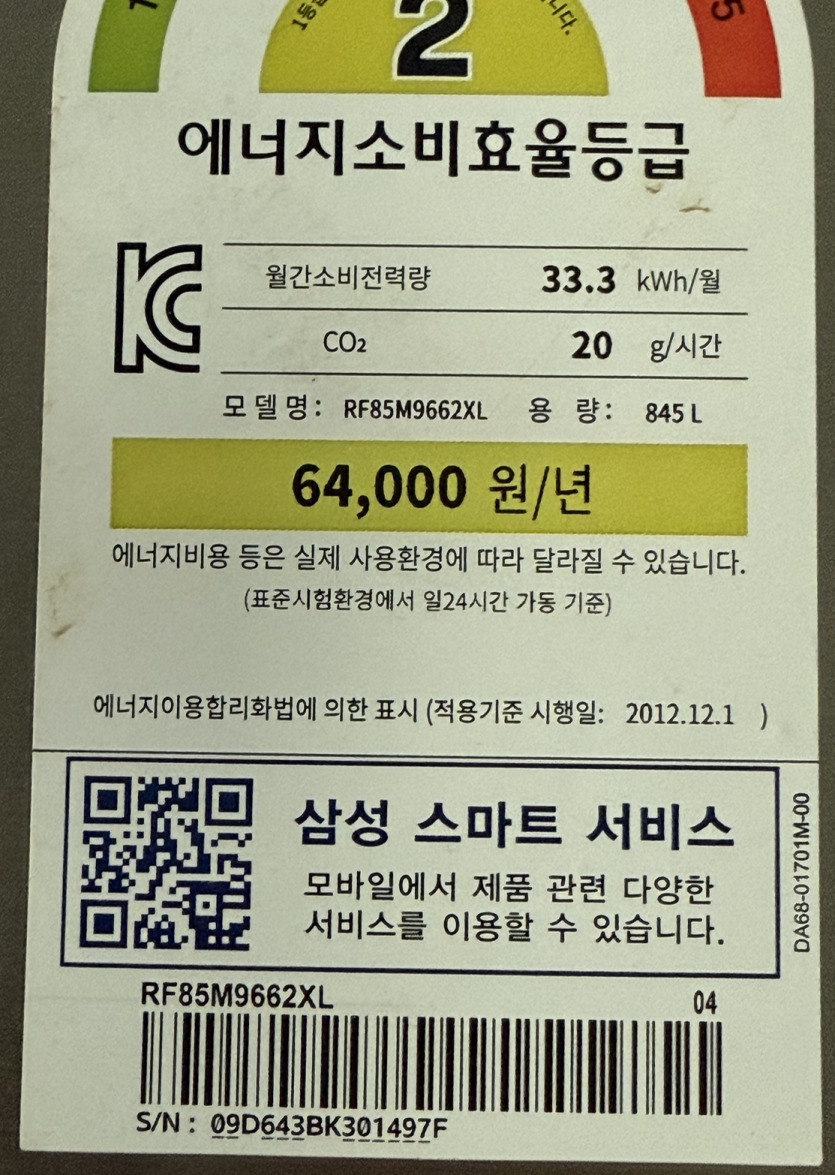 1
2
5
에너지소비효율등급
월간소비전력량 33.3 kWh/월
CO₂ 20 g/시간
모델명: RF85M9662XL 용 량: 845 L
64,000 원/년
에너지비용 등은 실제 사용환경에 따라 달라질 수 있습니다.
(표준시험환경에서 일24시간 가동 기준)
에너지이용합리화법에 의한 표시 (적용기준 시행일: 2012.12.1 )
삼성 스마트 서비스
모바일에서 제품 관련 다양한
서비스를 이용할 수 있습니다.
DA68-01701M-00
RF85M9662XL 04
S/N : 09D643BK301497F